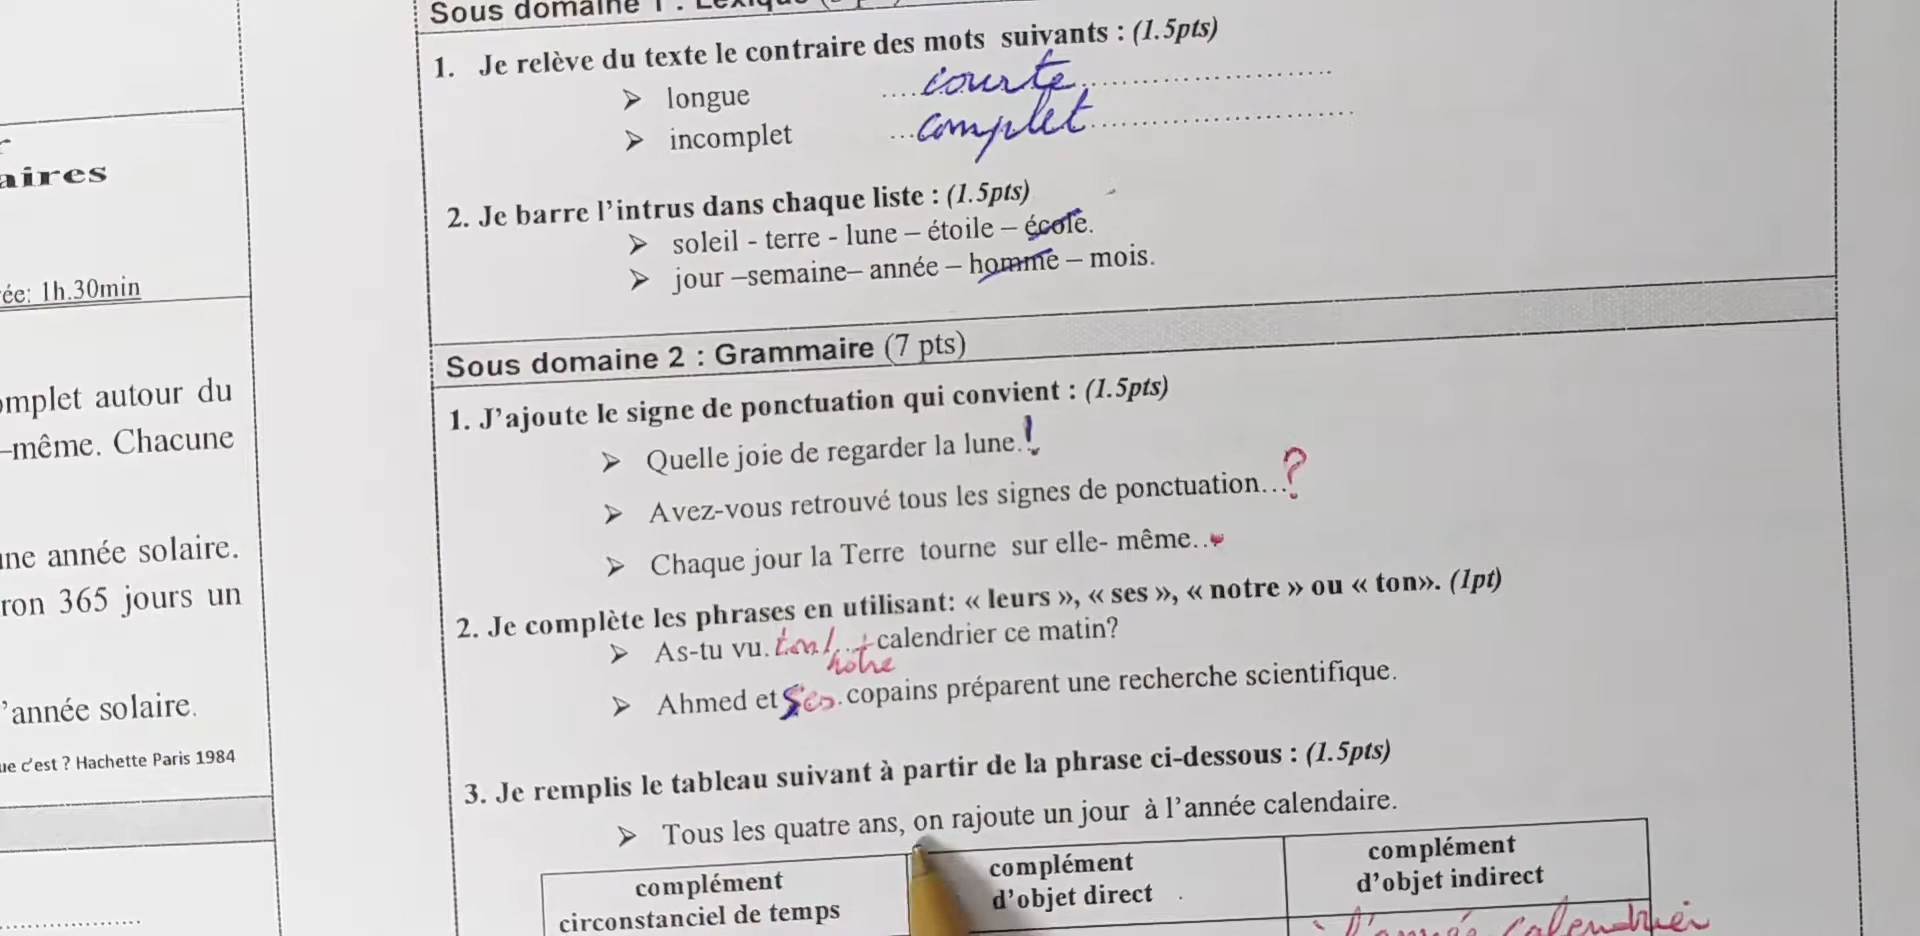 aires
ée: 1h.30min
omplet autour du
-même. Chacune
une année solaire.
ron 365 jours un
'année solaire.
ue c'est ? Hachette Paris 1984
Sous domaine 1 : Lexique
1. Je relève du texte le contraire des mots suivants : (1.5pts)
➢ longue ....courte..............................
➢ incomplet ...complet..............................
2. Je barre l'intrus dans chaque liste : (1.5pts)
➢ soleil - terre - lune – étoile – école.
➢ jour –semaine– année – homme – mois.
Sous domaine 2 : Grammaire (7 pts)
1. J'ajoute le signe de ponctuation qui convient : (1.5pts)
➢ Quelle joie de regarder la lune..!
➢ Avez-vous retrouvé tous les signes de ponctuation...?
➢ Chaque jour la Terre tourne sur elle- même...
2. Je complète les phrases en utilisant: « leurs », « ses », « notre » ou « ton». (1pt)
➢ As-tu vu.ton/...calendrier ce matin?
notre
➢ Ahmed et ses.copains préparent une recherche scientifique.
3. Je remplis le tableau suivant à partir de la phrase ci-dessous : (1.5pts)
➢ Tous les quatre ans, on rajoute un jour à l'année calendaire.
complément
circonstanciel de temps
complément
d'objet direct
complément
d'objet indirect
l'année calendrier